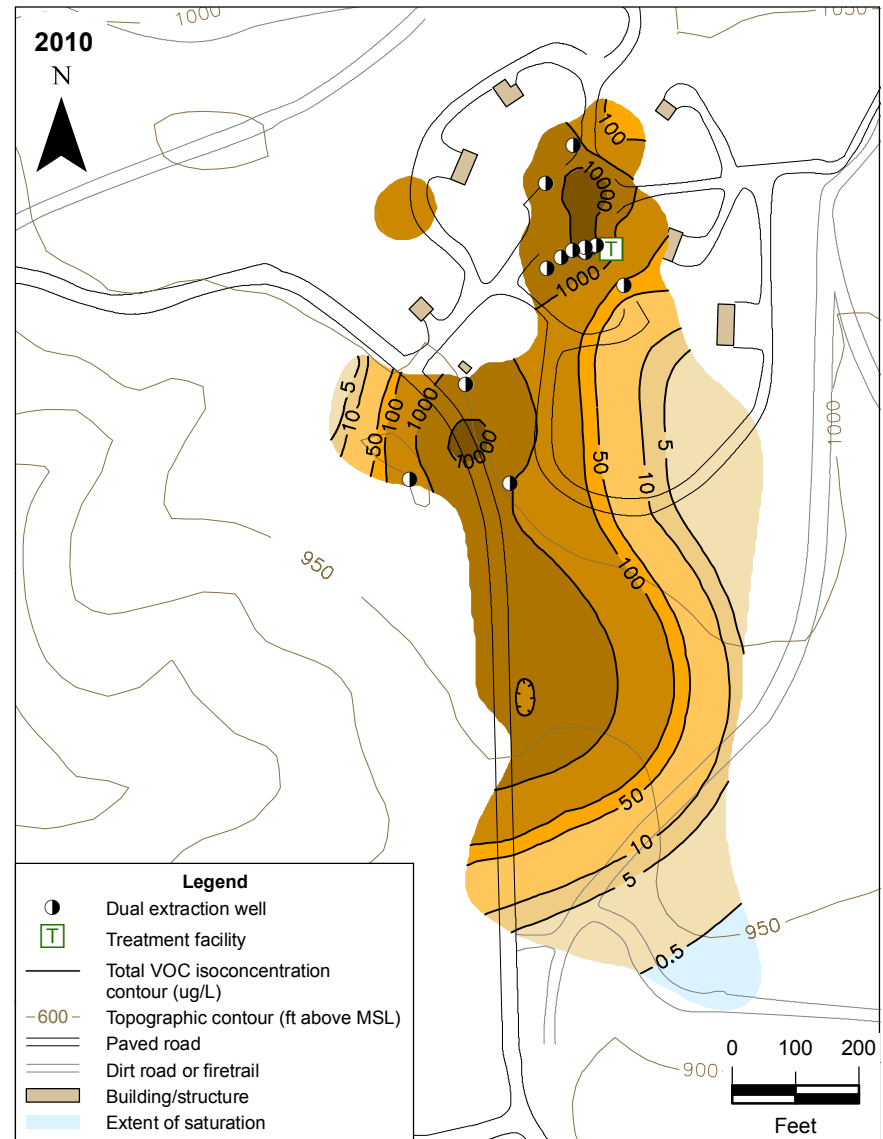 1000
1050
2010
N
100
10000
T
1000
5
10
50
100
1000
10000
50
5
10
1000
950
100
50
10
5
0.5
950
900
Legend
Dual extraction well
T Treatment facility
Total VOC isoconcentration
contour (ug/L)
600 Topographic contour (ft above MSL)
Paved road
Dirt road or firetrail
Building/structure
Extent of saturation
0 100 200
Feet